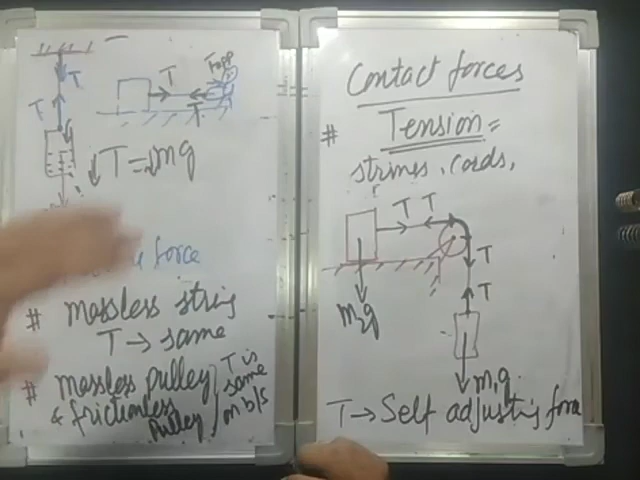 T
T
T
T
T = mg
force
# Massless string
T → same
# Massless pulley
& frictionless
pulley
T is
same
on b/s
Contact forces
# Tension =
strings, cords,
T T
T
T
m₂g
m₁g
T → Self adjusting force